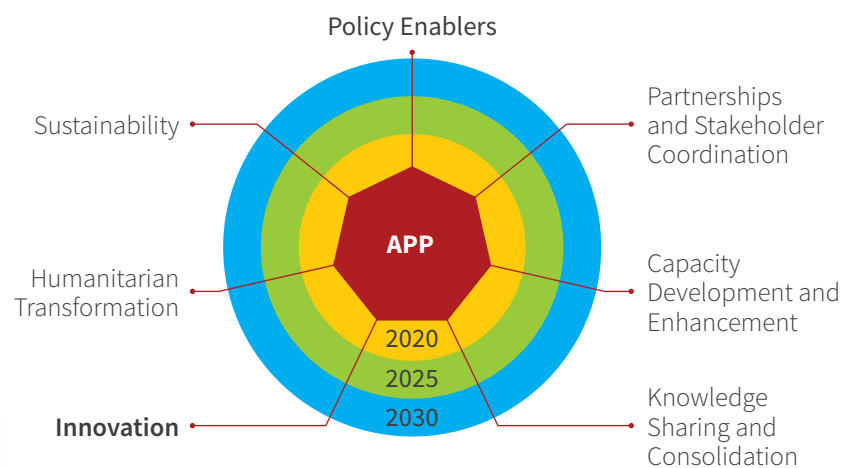 Policy Enablers
Sustainability
Partnerships
and Stakeholder
Coordination
APP
Humanitarian
Transformation
Capacity
Development and
Enhancement
2020
2025
2030
Innovation
Knowledge
Sharing and
Consolidation